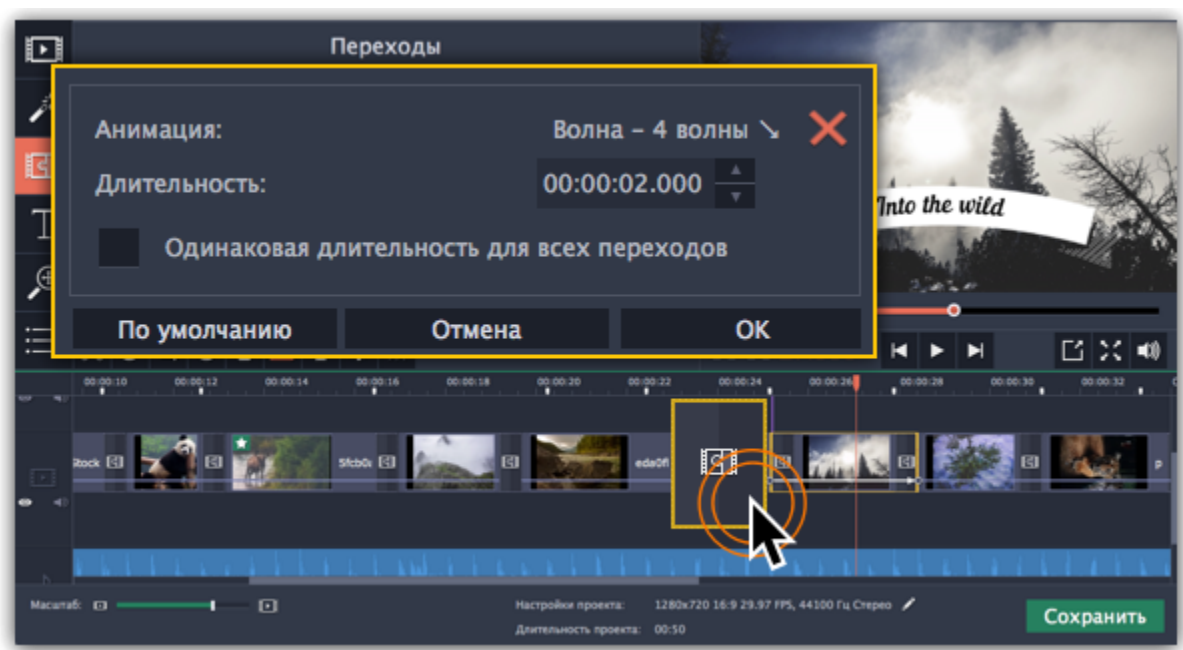 Переходы
Анимация:
Волна – 4 волны ↘
Длительность:
00:00:02.000
Одинаковая длительность для всех переходов
По умолчанию
Отмена
OK
Into the wild
00:00:10 00:00:12 00:00:14 00:00:16 00:00:18 00:00:20 00:00:22 00:00:24 00:00:26 00:00:28 00:00:30 00:00:32
Stock
5fcb0
eda0fl
p
Масштаб:
Настройки проекта: 1280x720 16:9 29.97 FPS, 44100 Гц Стерео
Длительность проекта: 00:50
Сохранить